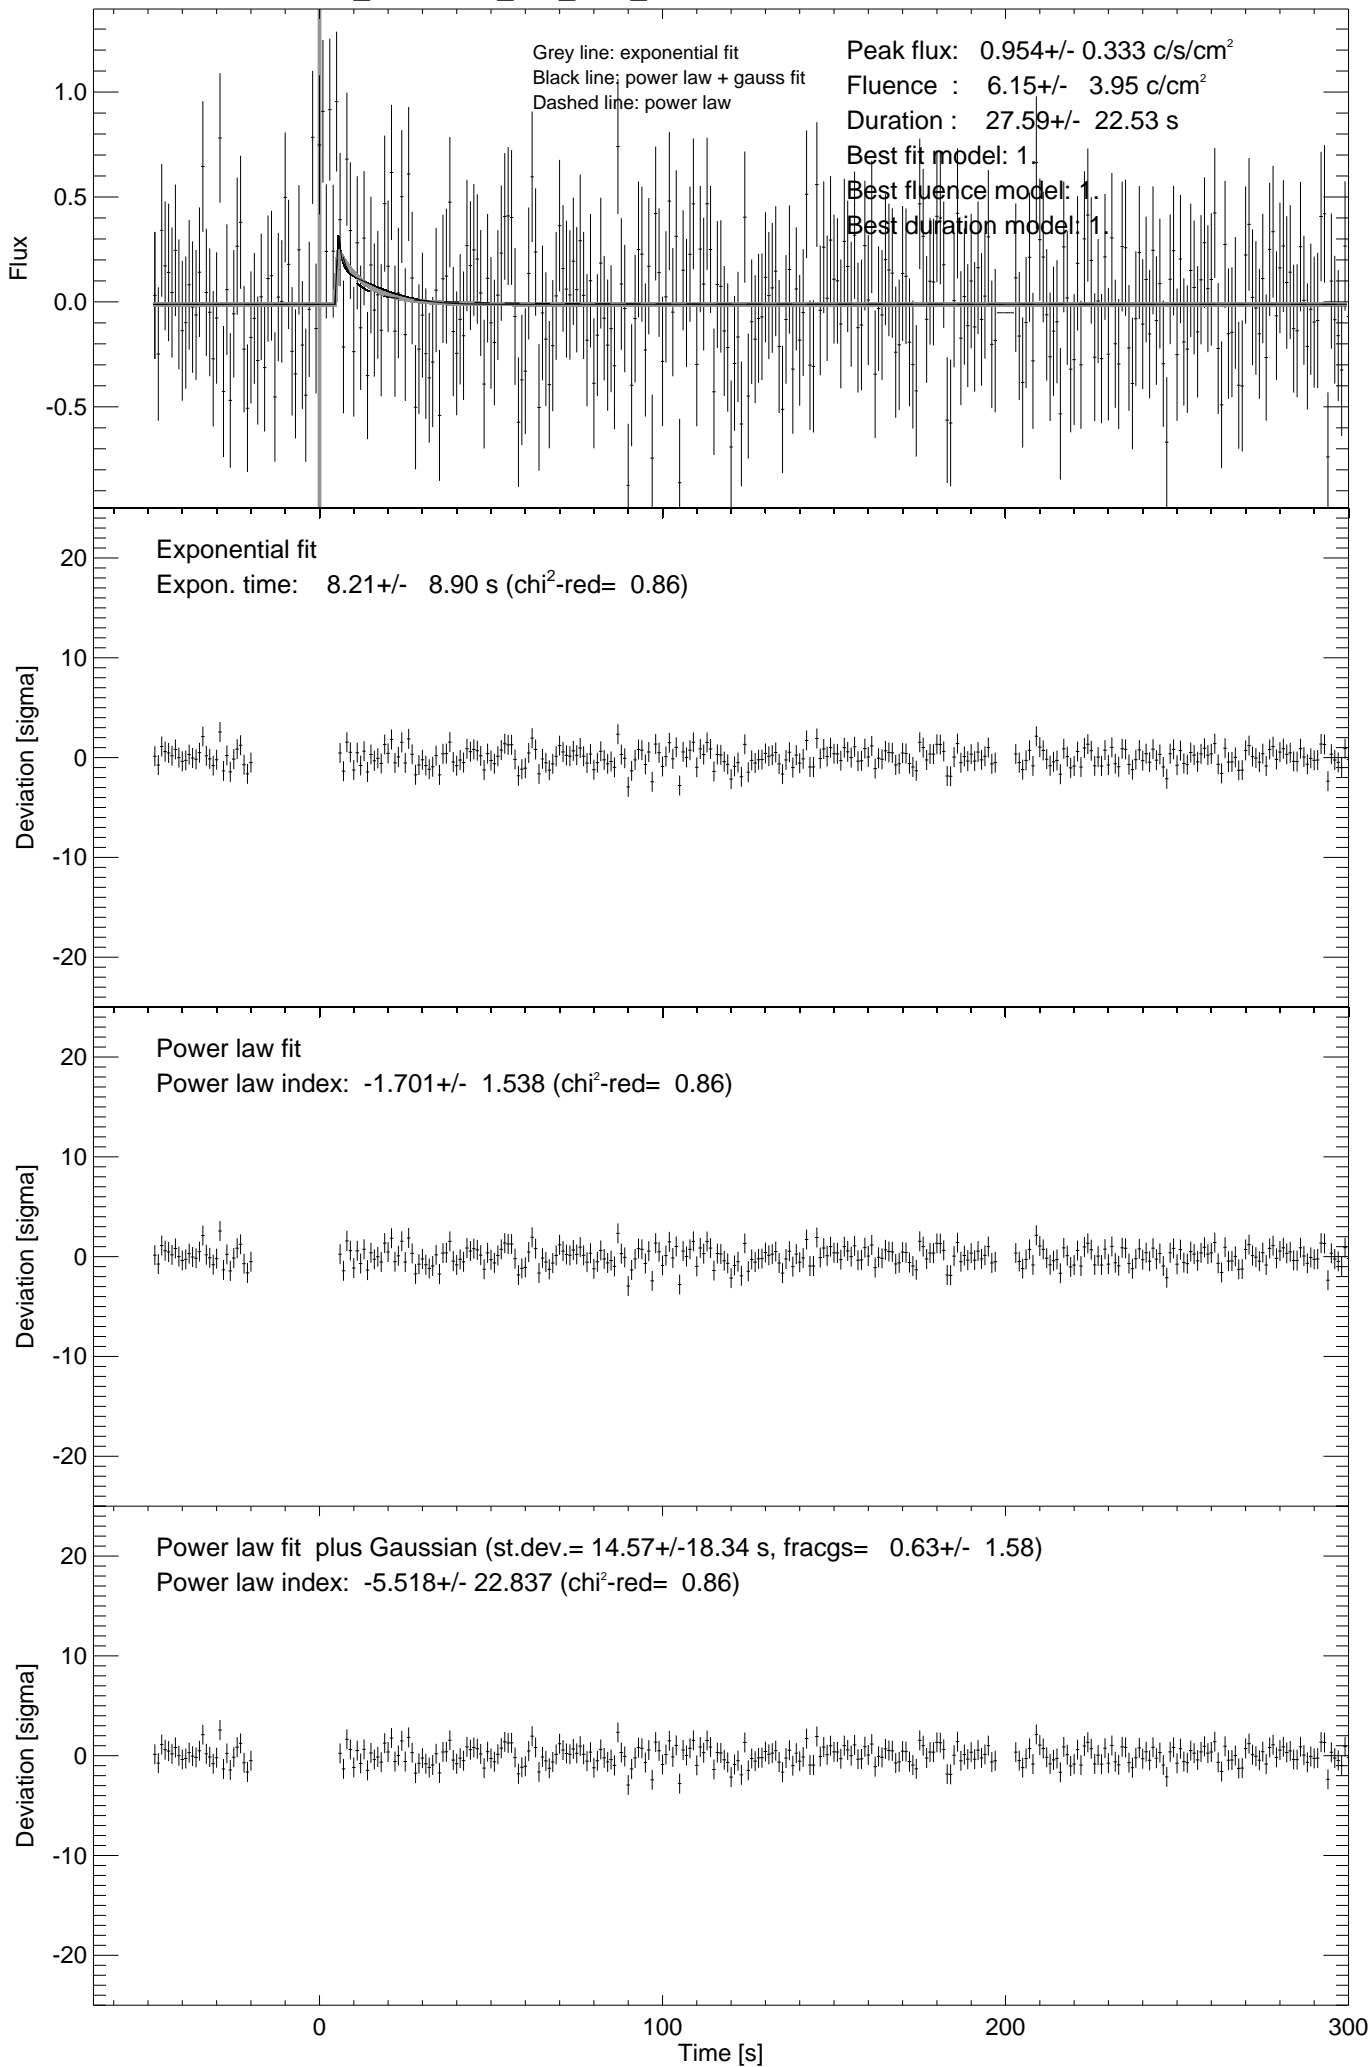 Grey line: exponential fit
Black line: power law + gauss fit
Dashed line: power law
Peak flux: 0.954+/- 0.333 c/s/cm²
Fluence : 6.15+/- 3.95 c/cm²
Duration : 27.59+/- 22.53 s
Best fit model: 1.
Best fluence model: 1.
Best duration model: 1.
1.0
0.5
0.0
-0.5
Flux
Exponential fit
Expon. time: 8.21+/- 8.90 s (chi²-red= 0.86)
20
10
0
-10
-20
Deviation [sigma]
Power law fit
Power law index: -1.701+/- 1.538 (chi²-red= 0.86)
20
10
0
-10
-20
Deviation [sigma]
Power law fit plus Gaussian (st.dev.= 14.57+/-18.34 s, fracgs= 0.63+/- 1.58)
Power law index: -5.518+/- 22.837 (chi²-red= 0.86)
20
10
0
-10
-20
Deviation [sigma]
0
100
200
300
Time [s]